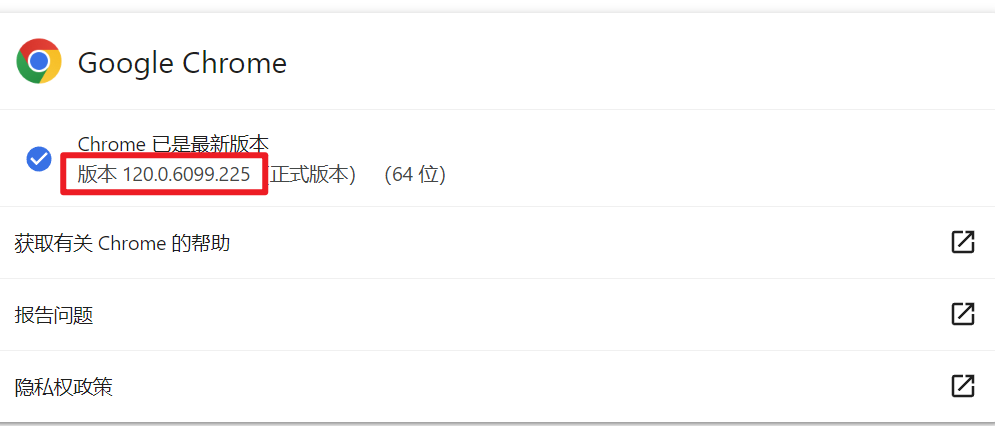 Google Chrome
Chrome 已是最新版本
版本 120.0.6099.225（正式版本） （64 位）
获取有关 Chrome 的帮助
报告问题
隐私权政策